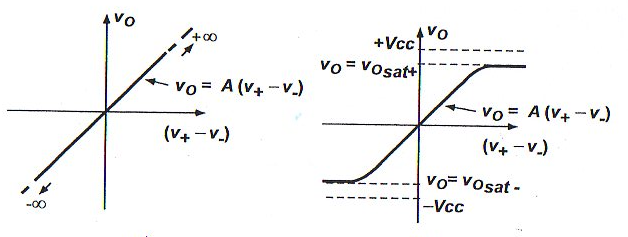 vO
+∞
vO = A (v+ – v-)
(v+ – v-)
-∞
vO
+Vcc
vO = vOsat+
vO = A (v+ – v-)
(v+ – v-)
vO = vOsat -
–Vcc